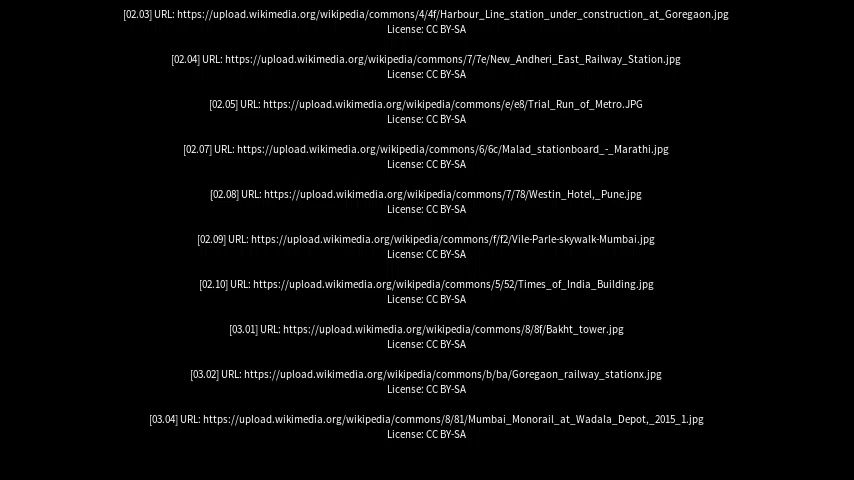 [02.03] URL: https://upload.wikimedia.org/wikipedia/commons/4/4f/Harbour_Line_station_under_construction_at_Goregaon.jpg
License: CC BY-SA
[02.04] URL: https://upload.wikimedia.org/wikipedia/commons/7/7e/New_Andheri_East_Railway_Station.jpg
License: CC BY-SA
[02.05] URL: https://upload.wikimedia.org/wikipedia/commons/e/e8/Trial_Run_of_Metro.JPG
License: CC BY-SA
[02.07] URL: https://upload.wikimedia.org/wikipedia/commons/6/6c/Malad_stationboard_-_Marathi.jpg
License: CC BY-SA
[02.08] URL: https://upload.wikimedia.org/wikipedia/commons/7/78/Westin_Hotel,_Pune.jpg
License: CC BY-SA
[02.09] URL: https://upload.wikimedia.org/wikipedia/commons/f/f2/Vile-Parle-skywalk-Mumbai.jpg
License: CC BY-SA
[02.10] URL: https://upload.wikimedia.org/wikipedia/commons/5/52/Times_of_India_Building.jpg
License: CC BY-SA
[03.01] URL: https://upload.wikimedia.org/wikipedia/commons/8/8f/Bakht_tower.jpg
License: CC BY-SA
[03.02] URL: https://upload.wikimedia.org/wikipedia/commons/b/ba/Goregaon_railway_stationx.jpg
License: CC BY-SA
[03.04] URL: https://upload.wikimedia.org/wikipedia/commons/8/81/Mumbai_Monorail_at_Wadala_Depot,_2015_1.jpg
License: CC BY-SA